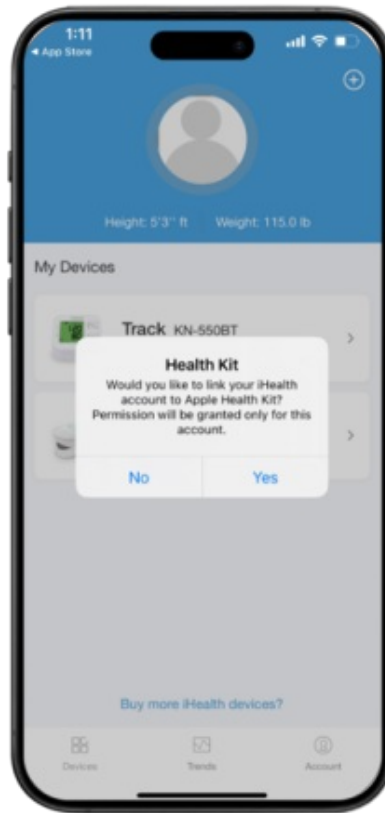 1:11
◀ App Store
Height: 5'3'' ft Weight: 115.0 lb
My Devices
Track KN-550BT
Health Kit
Would you like to link your iHealth
account to Apple Health Kit?
Permission will be granted only for this
account.
No Yes
Buy more iHealth devices?
Devices Trends Account